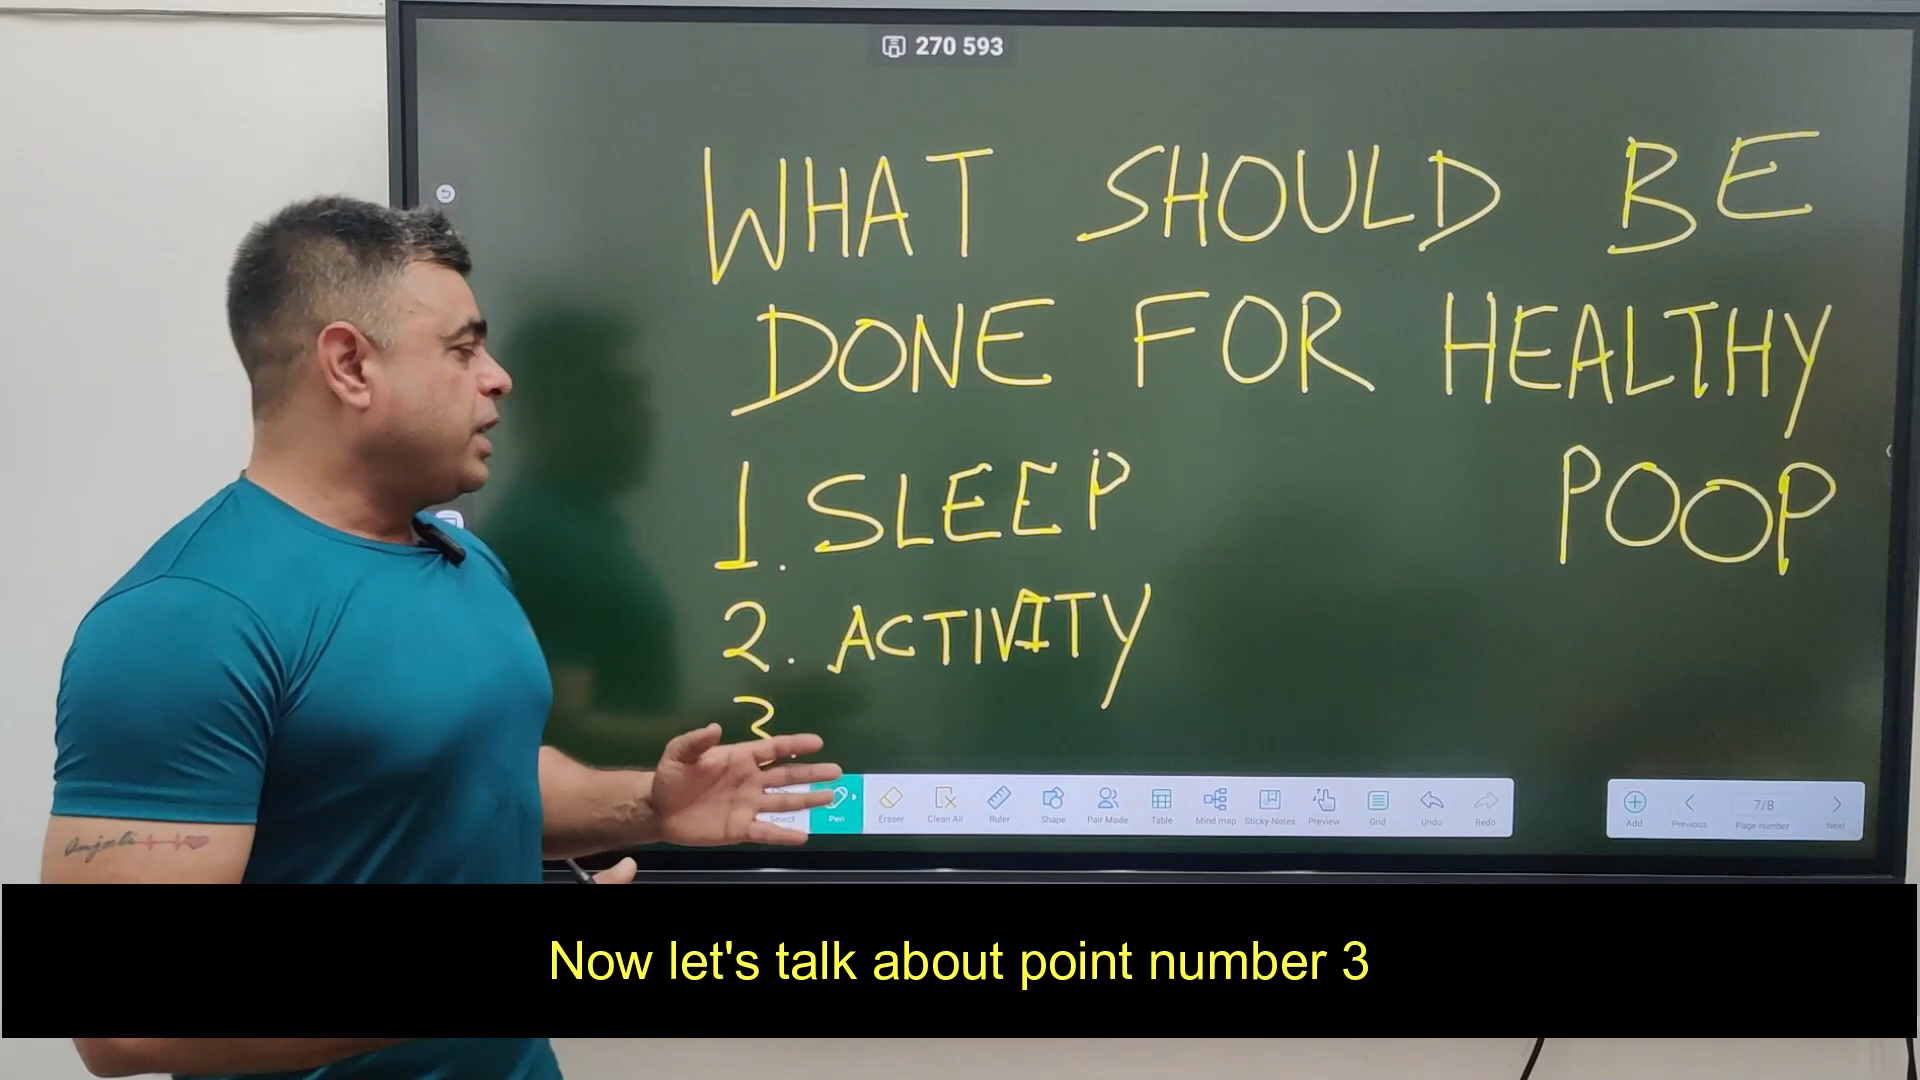 270 593
WHAT SHOULD BE
DONE FOR HEALTHY
POOP
1. SLEEP
2. ACTIVITY
3.
Select Pen Eraser Clean All Ruler Shape Pair Mode Table Mind map Sticky-Notes Preview Grid Undo Redo
Add Previous 7/8 Page number Next
Anjali
Now let's talk about point number 3